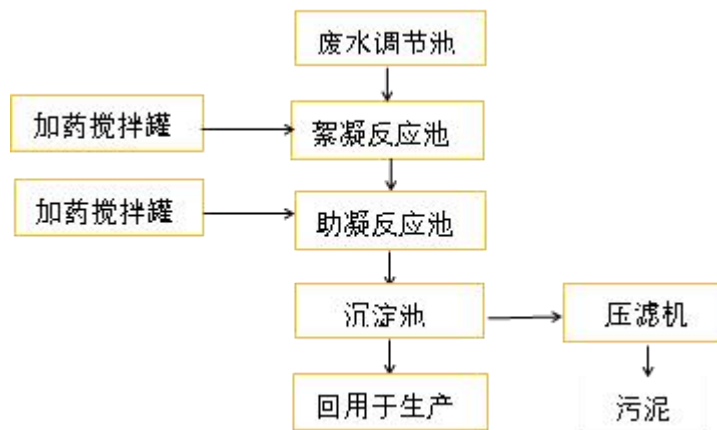 废水调节池
加药搅拌罐
絮凝反应池
加药搅拌罐
助凝反应池
沉淀池
压滤机
回用于生产
污泥